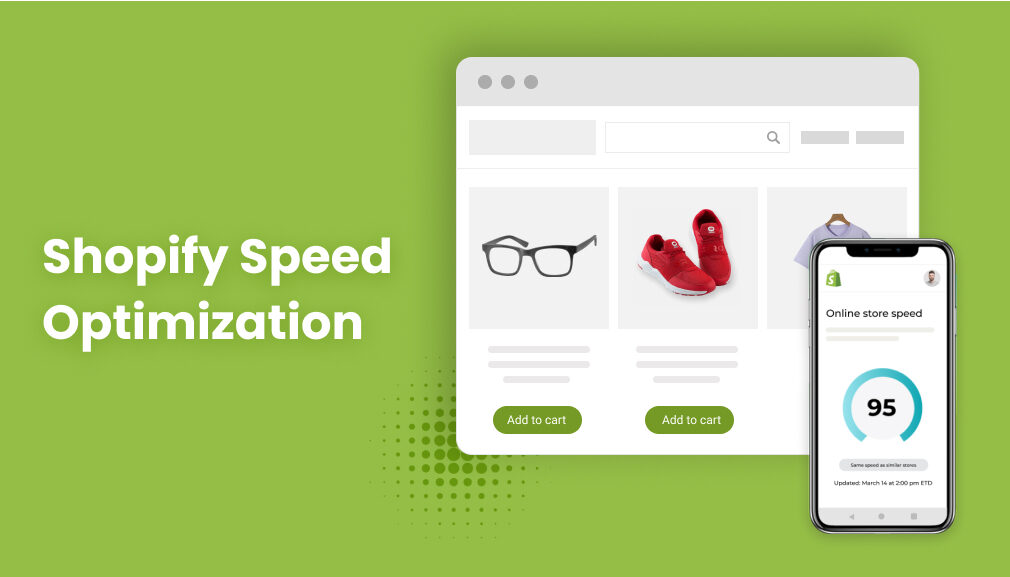 Shopify Speed
Optimization
Add to cart
Add to cart
Online store speed
95
Same speed as similar stores
Updated: March 14 at 2:00 pm ETD